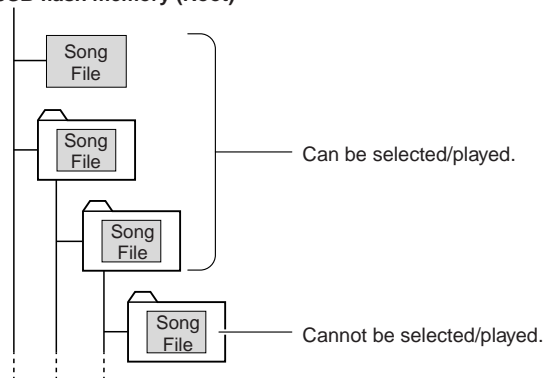 flash memory (Root)
Song
File
Song
File
Can be selected/played.
Song
File
Song
File
Cannot be selected/played.